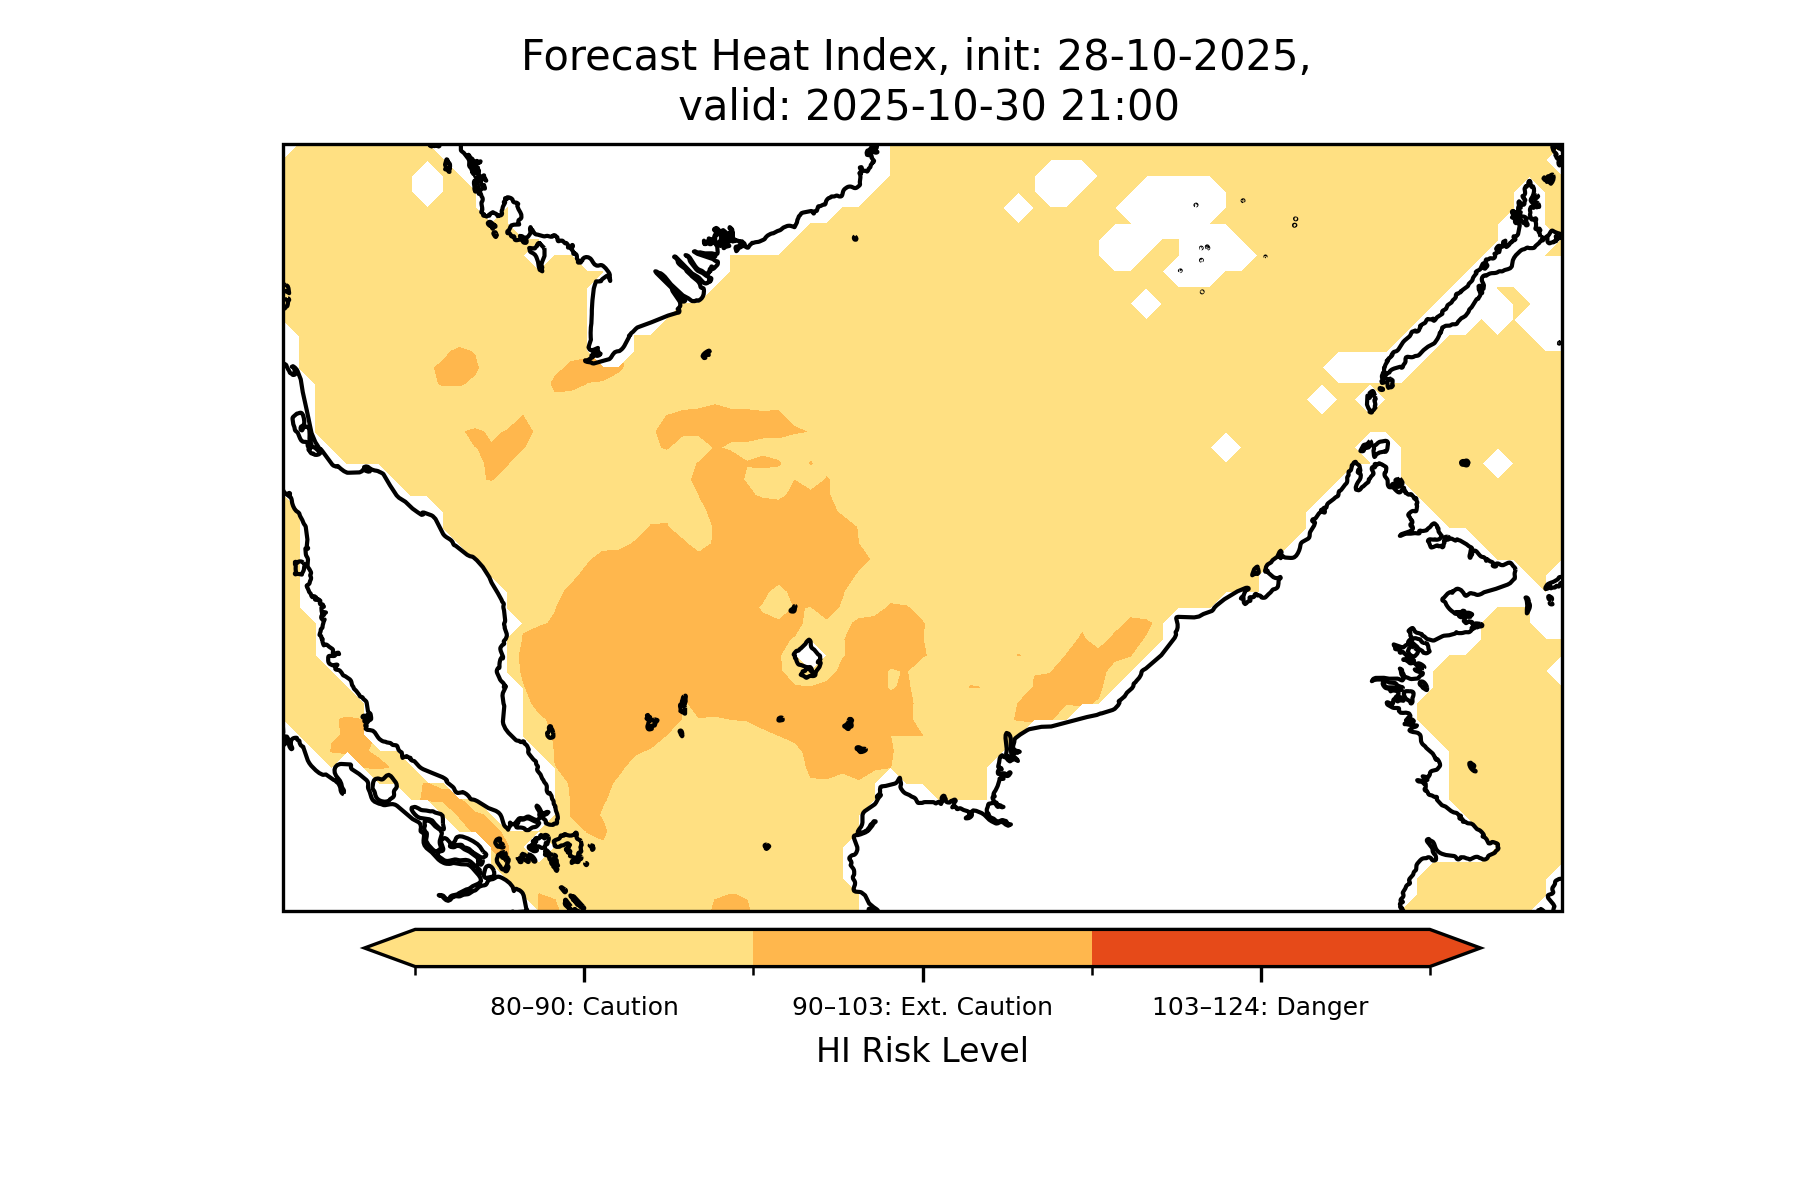 Forecast Heat Index, init: 28-10-2025,
valid: 2025-10-30 21:00
80–90: Caution
90–103: Ext. Caution
103–124: Danger
HI Risk Level